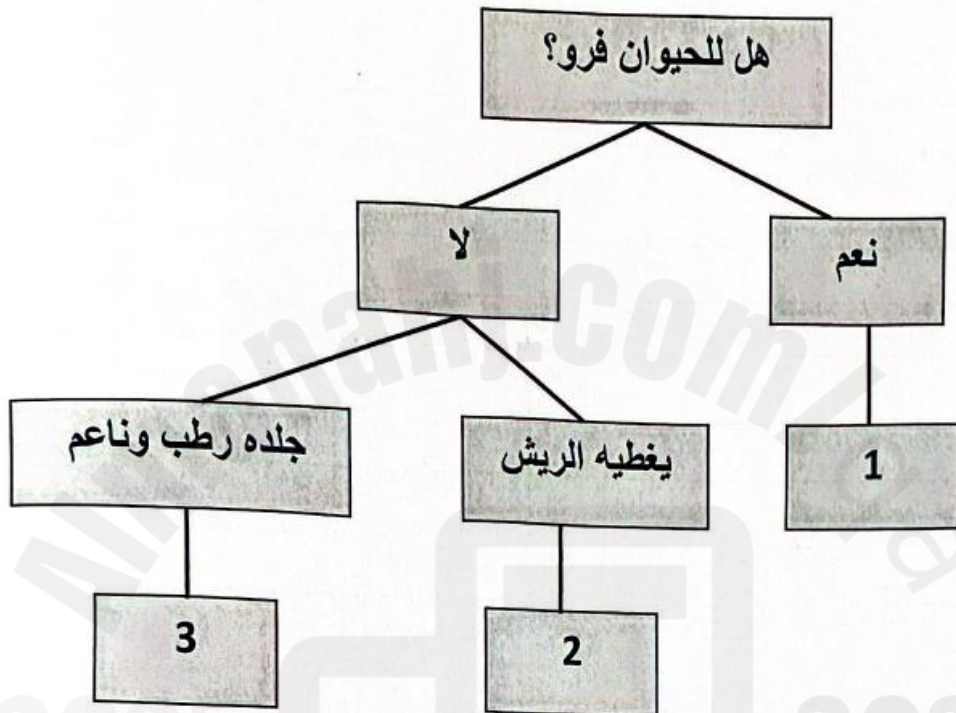 هل للحيوان فرو؟
نعم
لا
1
يغطيه الريش
جلده رطب وناعم
2
3